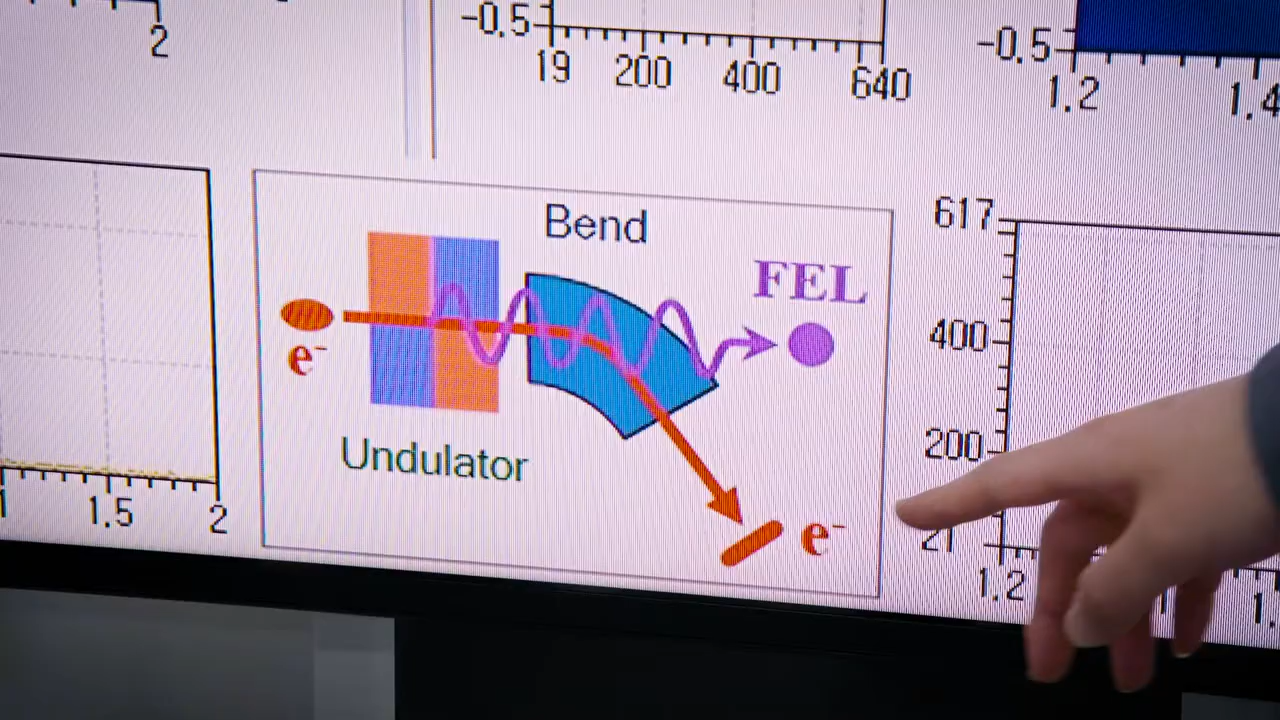 2
-0.5
19 200 400 640
-0.5
1.2 1.4
Bend
FEL
e⁻
Undulator
e⁻
1.5 2
617
400
200
21
1.2